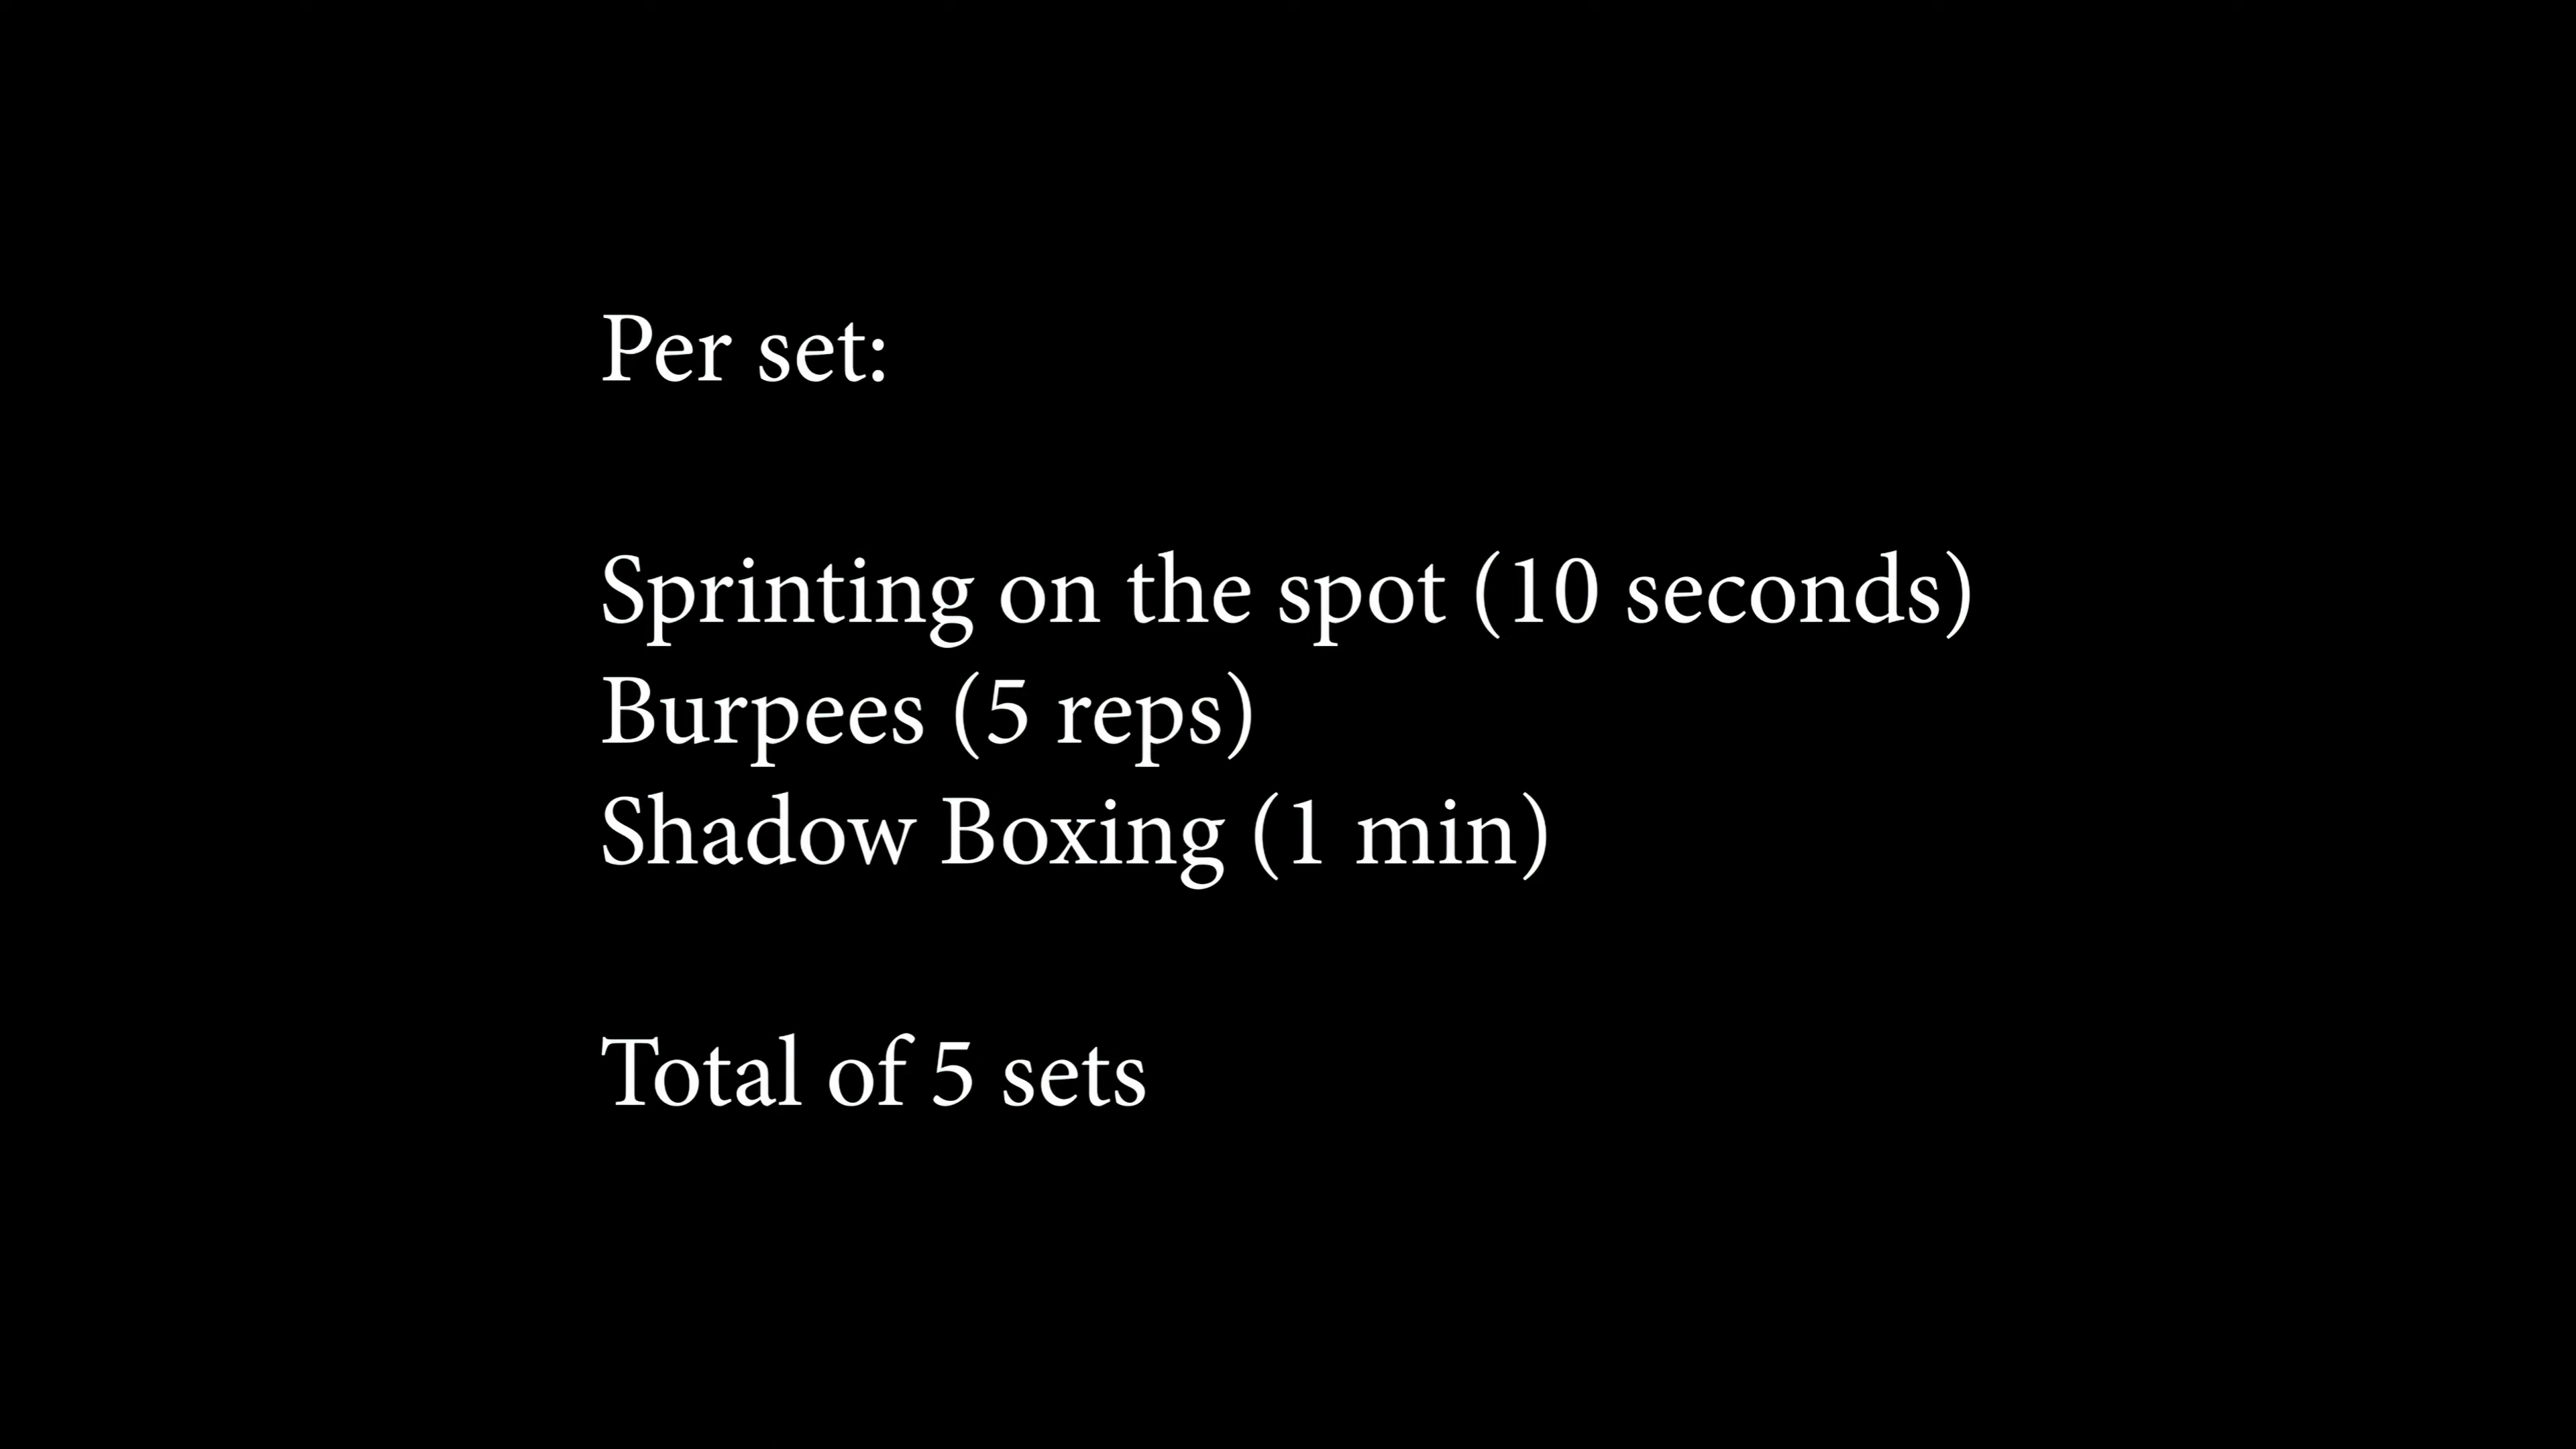 Per set:
Sprinting on the spot (10 seconds)
Burpees (5 reps)
Shadow Boxing (1 min)
Total of 5 sets